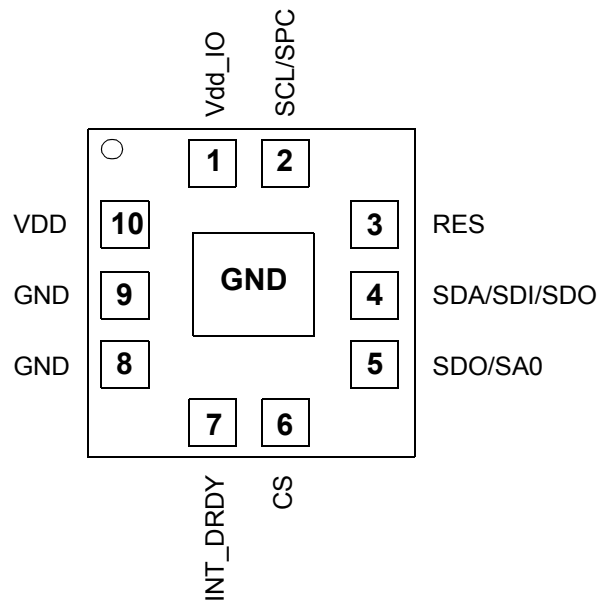 Vdd_IO
SCL/SPC
1
2
VDD
10
3
RES
GND
9
GND
4
SDA/SDI/SDO
GND
8
5
SDO/SA0
7
6
INT_DRDY
CS